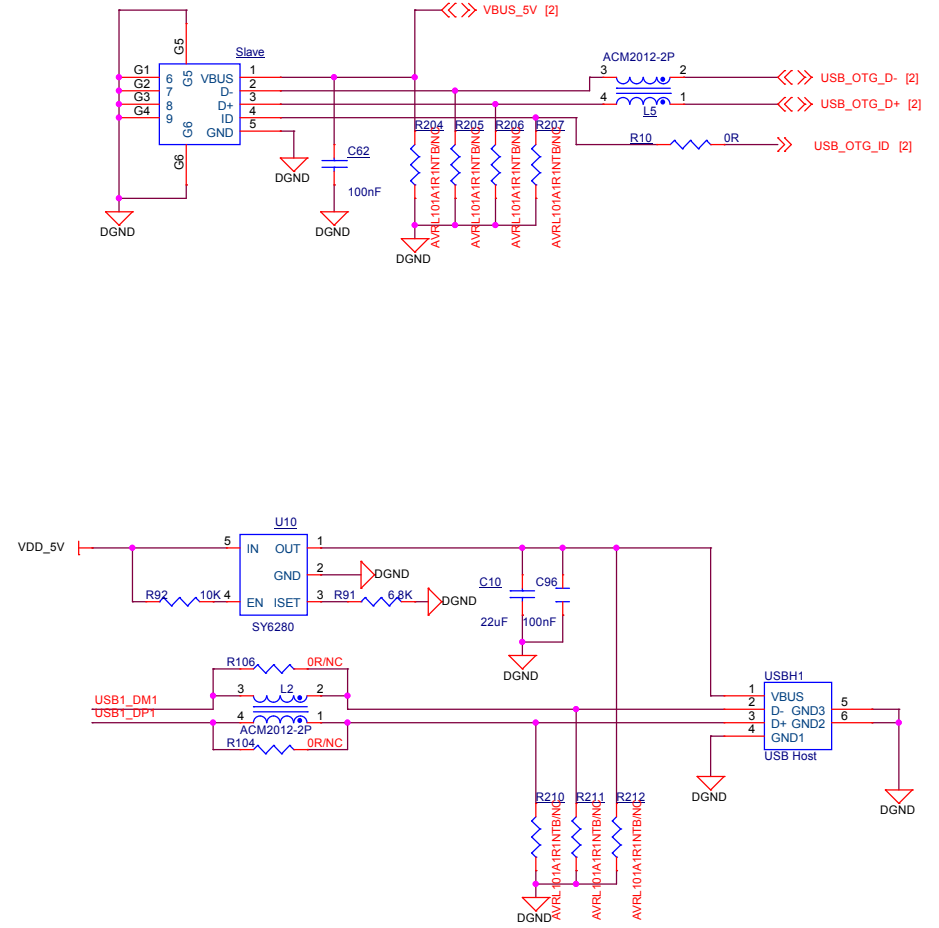 VBUS_5V [2]
G5
Slave
ACM2012-2P
G1
6
G5
VBUS
1
3
2
USB_OTG_D- [2]
G2
7
D-
2
G3
8
D+
3
4
1
USB_OTG_D+ [2]
L5
G4
9
ID
4
G6
GND
5
R204
R205
R206
R207
R10
0R
USB_OTG_ID [2]
G6
C62
100nF
DGND
AVRL101A1R1NTB/NC
AVRL101A1R1NTB/NC
AVRL101A1R1NTB/NC
AVRL101A1R1NTB/NC
DGND
DGND
DGND
U10
VDD_5V
5
IN
OUT
1
GND
2
DGND
R92
10K
4
EN
ISET
3
R91
6.8K
DGND
SY6280
C10
C96
22uF
100nF
DGND
R106
0R/NC
USB1_DM1
3
L2
2
USB1_DP1
4
1
ACM2012-2P
R104
0R/NC
USBH1
1
VBUS
2
D-
GND3
5
3
D+
GND2
6
4
GND1
USB Host
DGND
DGND
R210
R211
R212
AVRL101A1R1NTB/NC
AVRL101A1R1NTB/NC
AVRL101A1R1NTB/NC
DGND